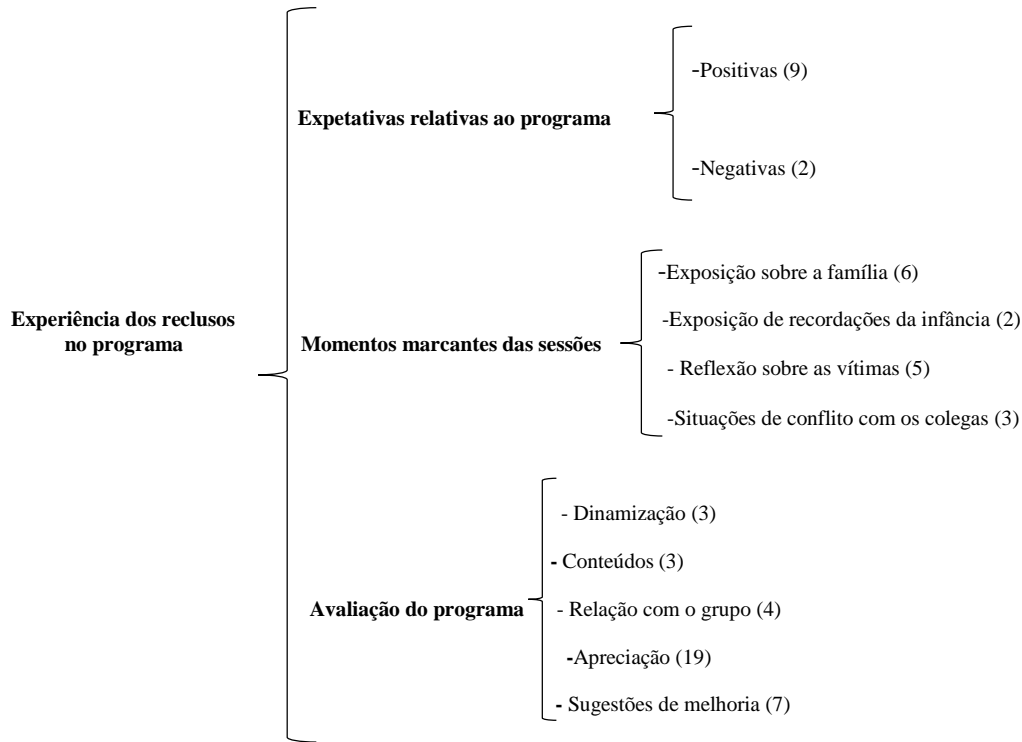 Experiência dos reclusos
no programa
Expetativas relativas ao programa
-Positivas (9)
-Negativas (2)
Momentos marcantes das sessões
-Exposição sobre a família (6)
-Exposição de recordações da infância (2)
- Reflexão sobre as vítimas (5)
-Situações de conflito com os colegas (3)
Avaliação do programa
- Dinamização (3)
- Conteúdos (3)
- Relação com o grupo (4)
-Apreciação (19)
- Sugestões de melhoria (7)